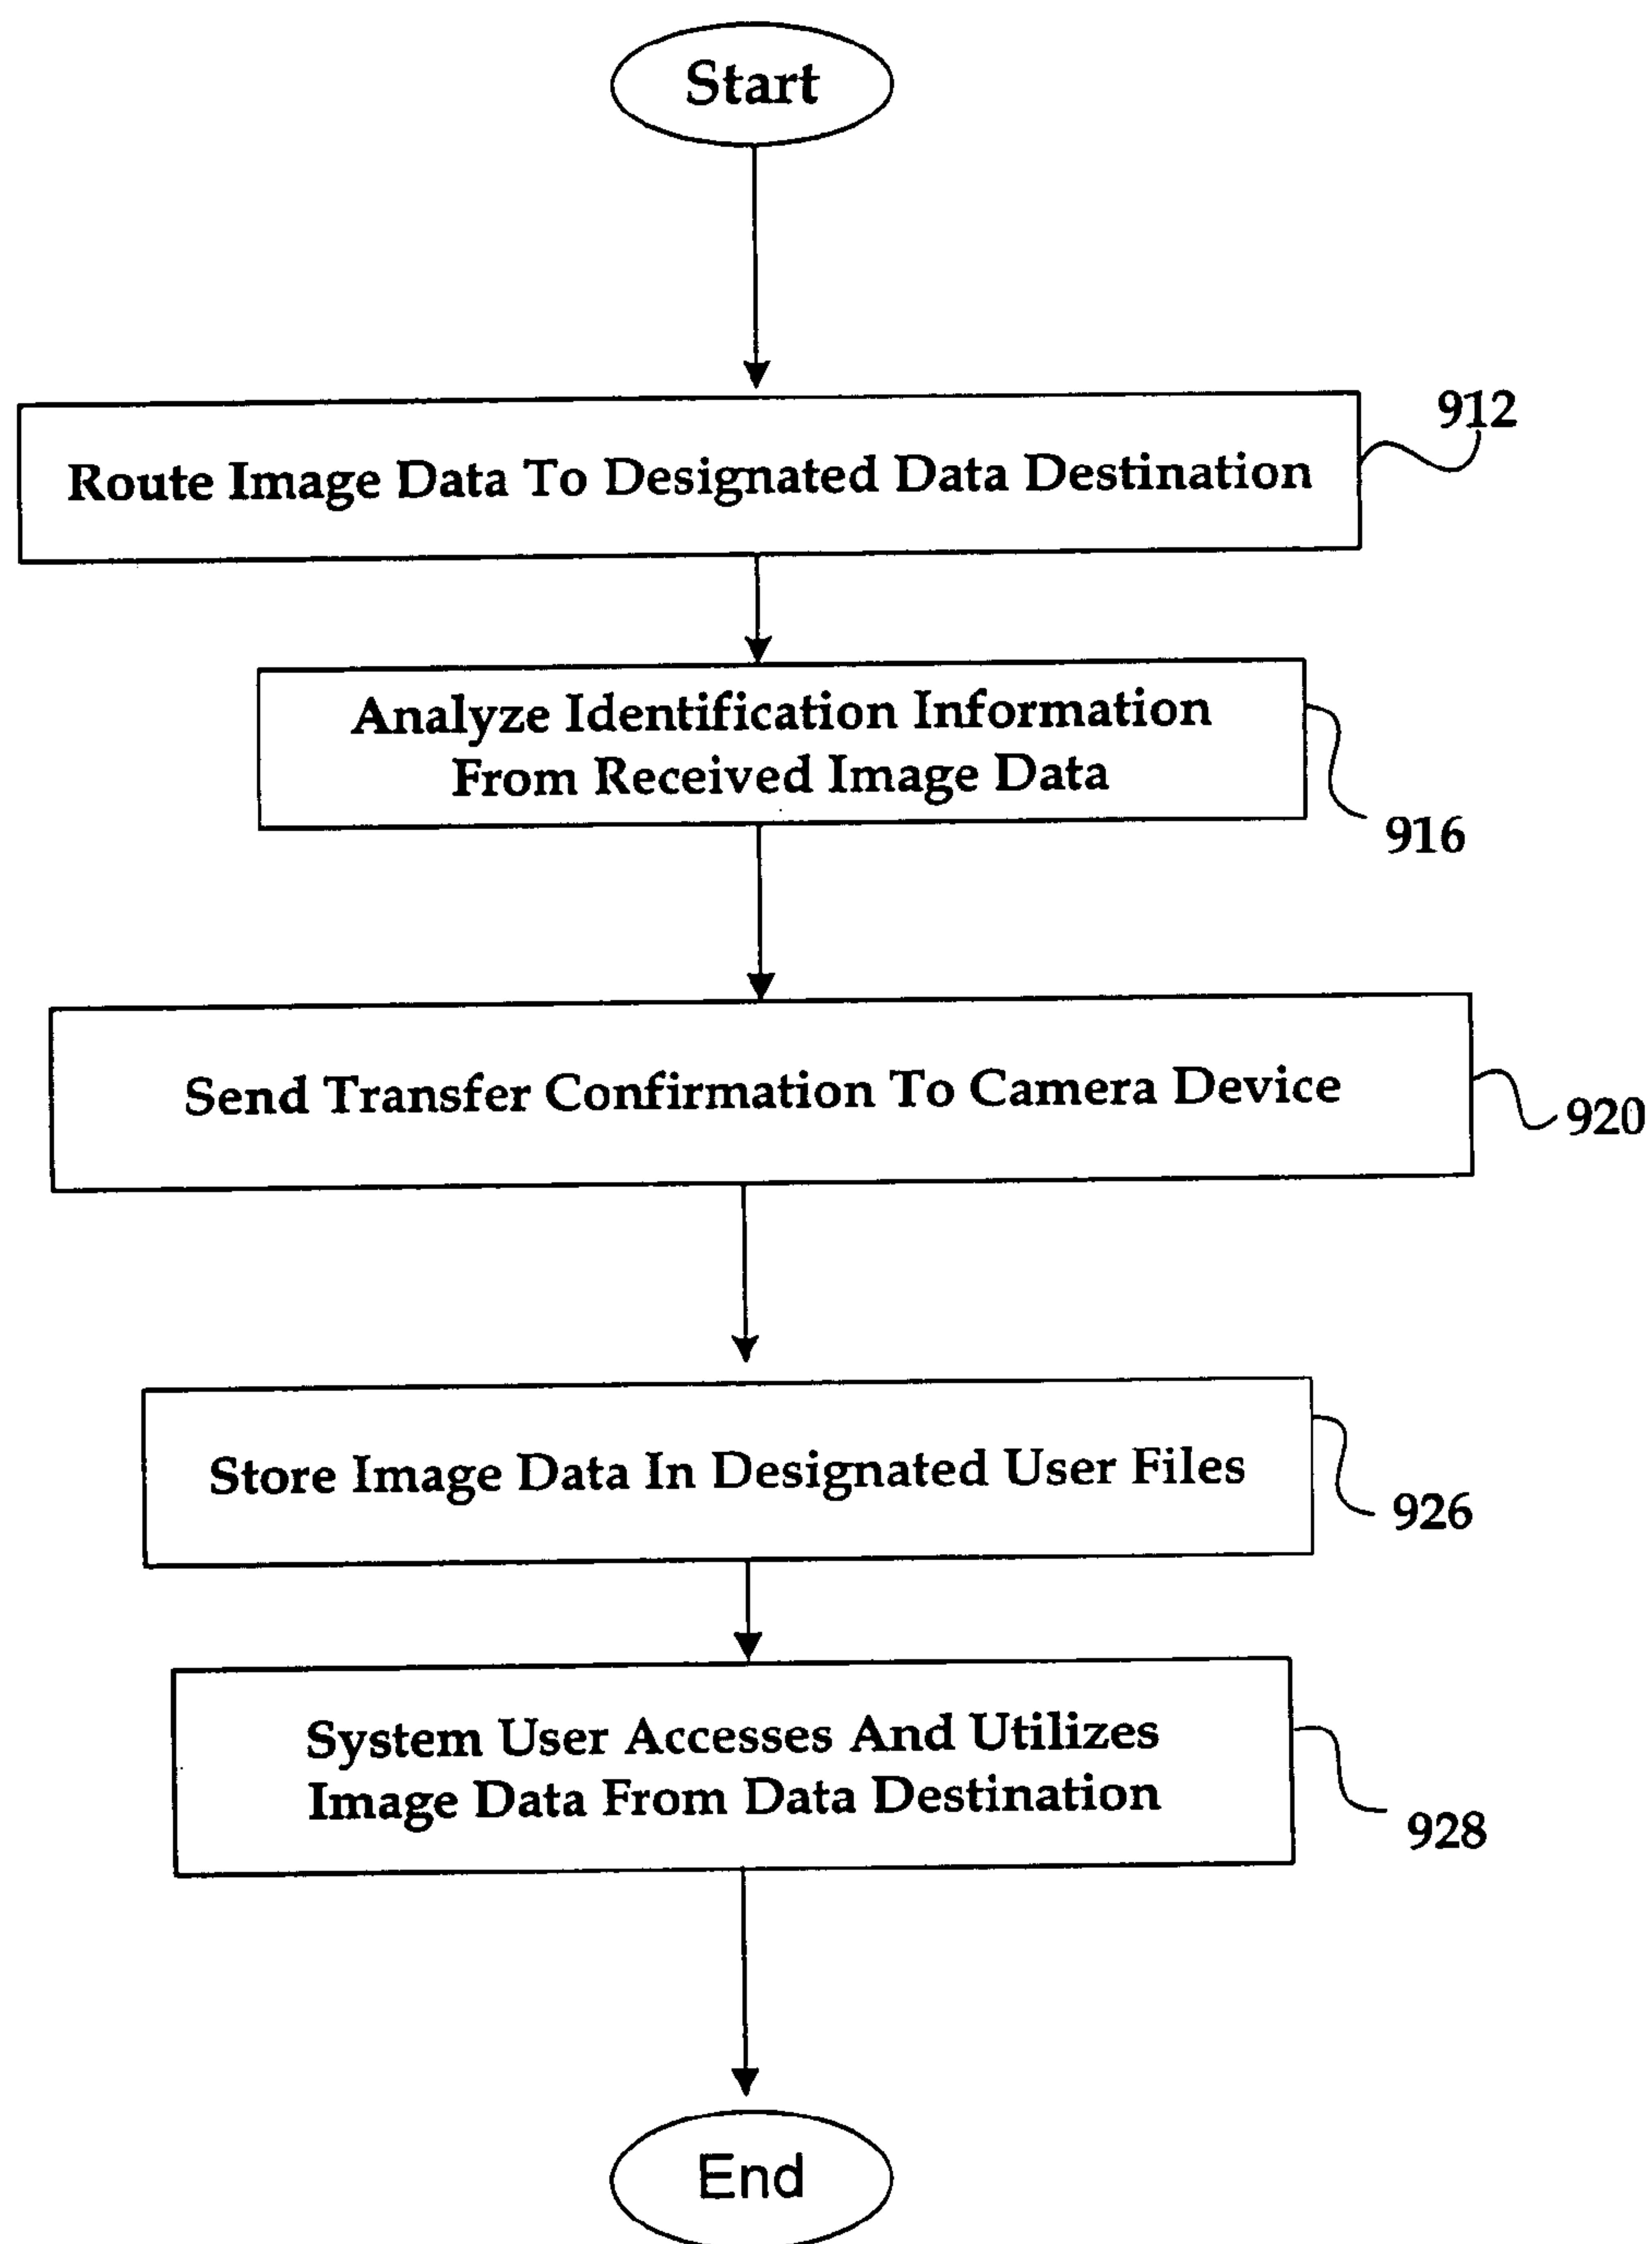 Start
912
Route Image Data To Designated Data Destination
Analyze Identification Information
From Received Image Data
916
Send Transfer Confirmation To Camera Device
920
Store Image Data In Designated User Files
926
System User Accesses And Utilizes
Image Data From Data Destination
928
End